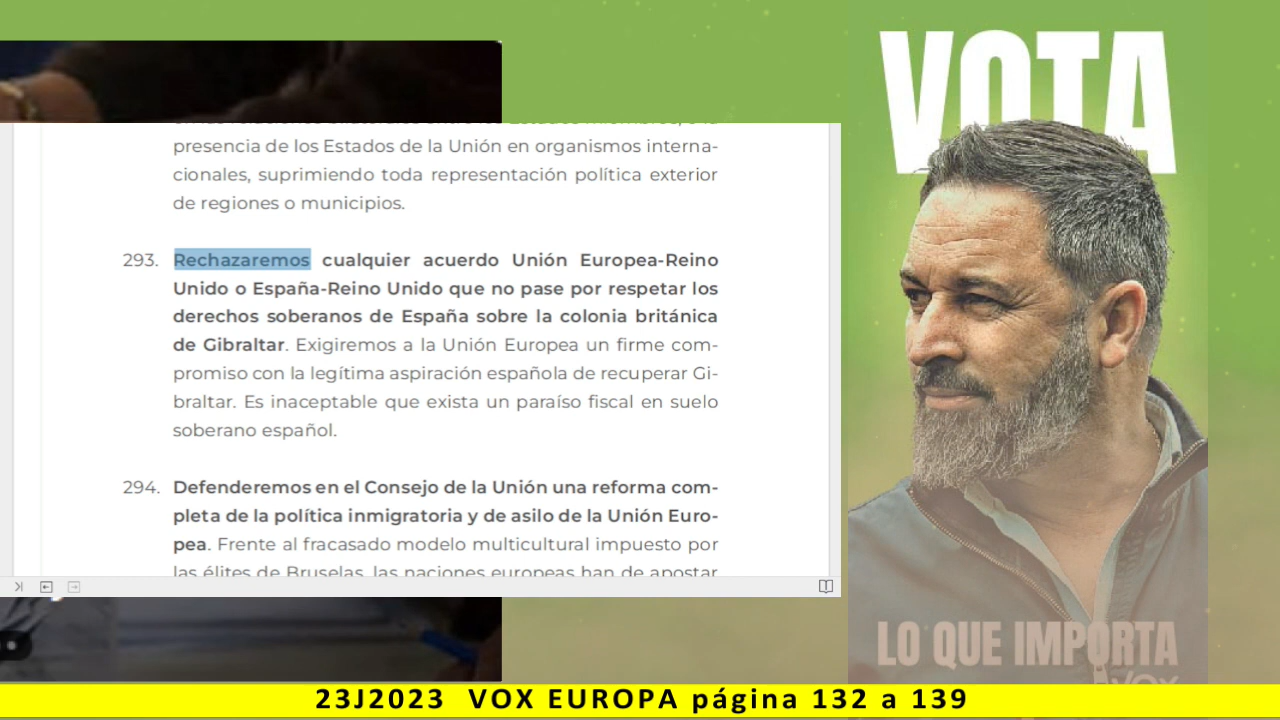 VOTA
presencia de los Estados de la Unión en organismos interna-
cionales, suprimiendo toda representación política exterior
de regiones o municipios.
293. Rechazaremos cualquier acuerdo Unión Europea-Reino
Unido o España-Reino Unido que no pase por respetar los
derechos soberanos de España sobre la colonia británica
de Gibraltar. Exigiremos a la Unión Europea un firme com-
promiso con la legítima aspiración española de recuperar Gi-
braltar. Es inaceptable que exista un paraíso fiscal en suelo
soberano español.
294. Defenderemos en el Consejo de la Unión una reforma com-
pleta de la política inmigratoria y de asilo de la Unión Euro-
pea. Frente al fracasado modelo multicultural impuesto por
las élites de Bruselas, las naciones europeas han de apostar
LO QUE IMPORTA
VOX
23J2023 VOX EUROPA página 132 a 139